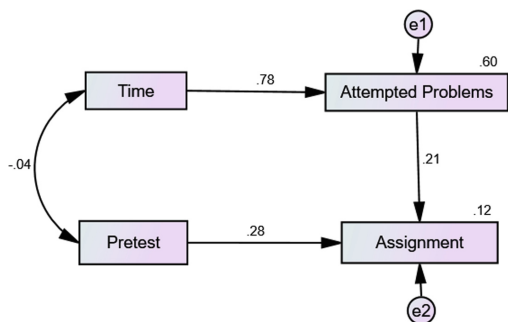 e1
.60
Time
.78
Attempted Problems
-.04
.21
.12
Pretest
.28
Assignment
e2